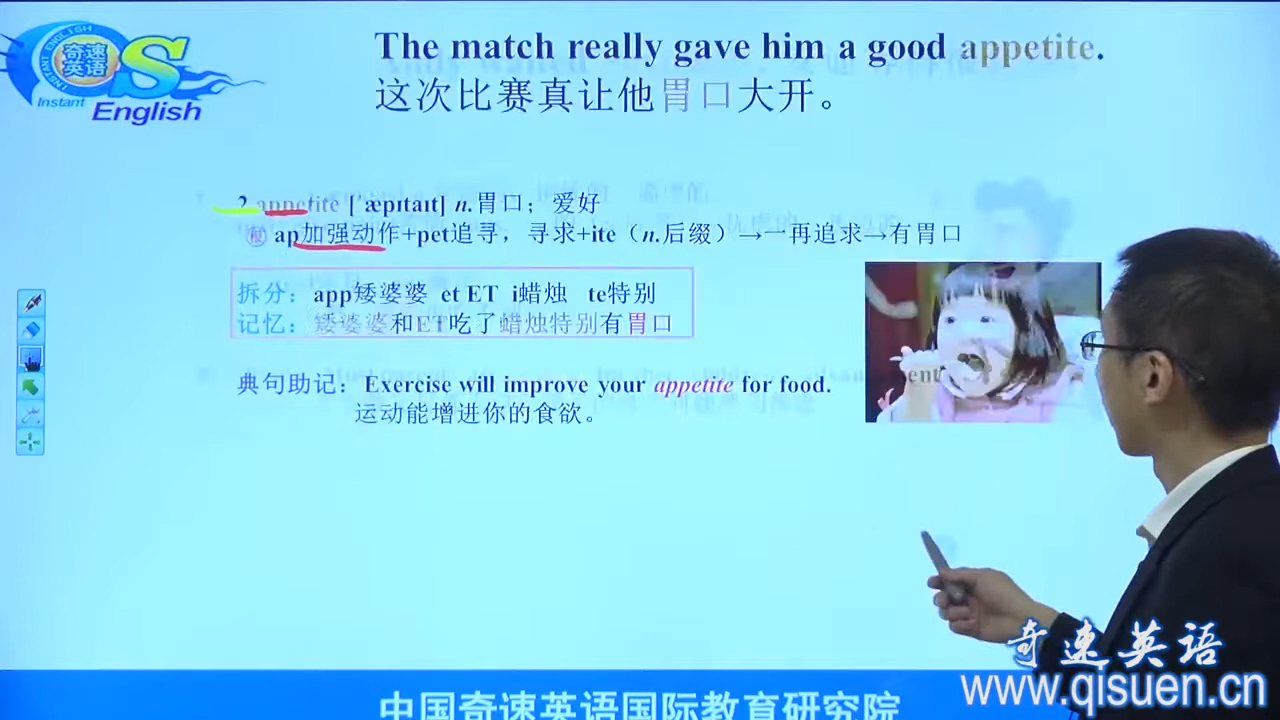 INSTANT ENGLISH
奇速
英语
S
Instant
English
The match really gave him a good appetite.
这次比赛真让他胃口大开。
2 appetite ['æpɪtaɪt] n.胃口；爱好
ap加强动作+pet追寻，寻求+ite（n.后缀）→一再追求→有胃口
拆分：app矮婆婆 et ET i蜡烛 te特别
记忆：矮婆婆和ET吃了蜡烛特别有胃口
典句助记：Exercise will improve your appetite for food.
运动能增进你的食欲。
奇速英语
www.qisuen.cn
中国奇速英语国际教育研究院